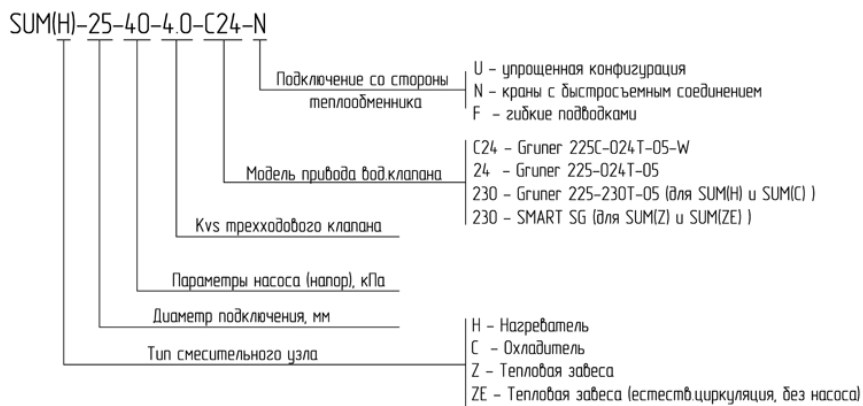 SUM(H)-25-40-4.0-C24-N
Подключение со стороны
теплообменника
U – упрощенная конфигурация
N – краны с быстросъемным соединением
F – гибкие подводками
Модель привода вод.клапана
C24 – Gruner 225C-024T-05-W
24 – Gruner 225-024T-05
230 – Gruner 225-230T-05 (для SUM(H) и SUM(C) )
230 – SMART SG (для SUM(Z) и SUM(ZE) )
Kvs трехходового клапана
Параметры насоса (напор), кПа
Диаметр подключения, мм
Тип смесительного узла
H – Нагреватель
C – Охладитель
Z – Тепловая завеса
ZE – Тепловая завеса (естеств.циркуляция, без насоса)